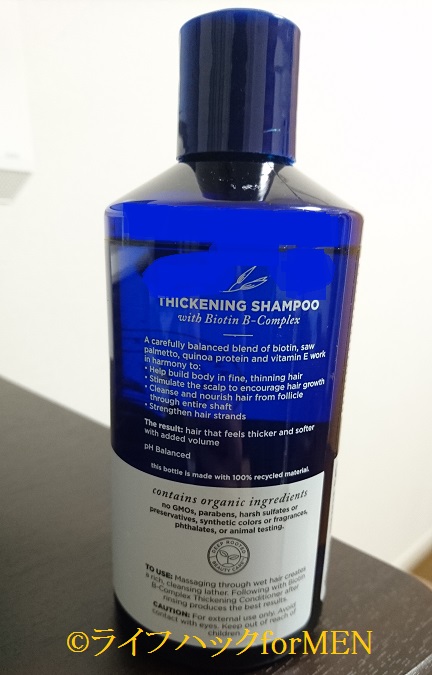 THICKENING SHAMPOO
with Biotin B-Complex
A carefully balanced blend of biotin, saw
palmetto, quinoa protein and vitamin E work
in harmony to:
• Help build body in fine, thinning hair
• Stimulate the scalp to encourage hair growth
• Cleanse and nourish hair from follicle
through entire shaft
• Strengthen hair strands
The result: hair that feels thicker and softer
with added volume
pH Balanced
this bottle is made with 100% recycled material.
contains organic ingredients
no GMOs, parabens, harsh sulfates or
preservatives, synthetic colors or fragrances,
phthalates, or animal testing.
DEEP ROOTED
BEAUTY CARE
TO USE: Massaging through wet hair creates
a rich, cleansing lather. Following with Biotin
B-Complex Thickening Conditioner after
rinsing produces the best results.
CAUTION: For external use only. Avoid
contact with eyes. Keep out of reach of
children
©ライフハックforMEN